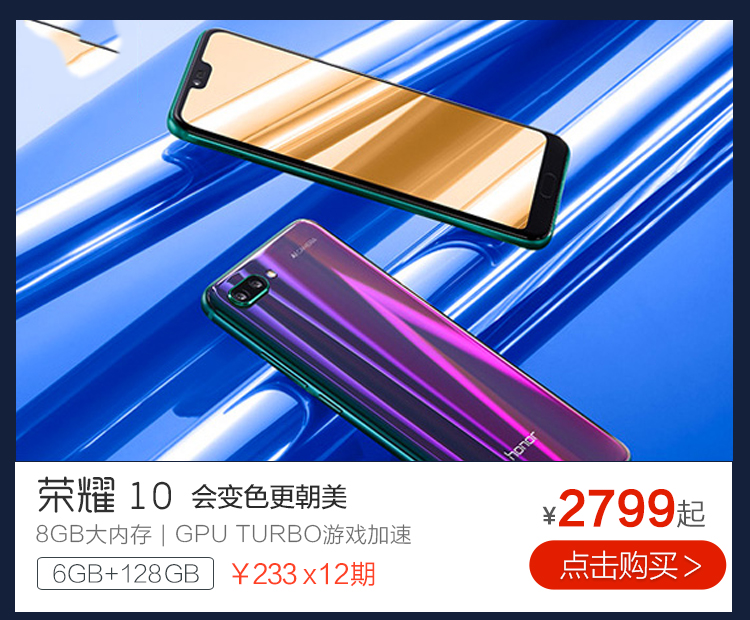 AI CAMERA
honor
荣耀 10 会变色更朝美
8GB大内存 | GPU TURBO游戏加速
6GB+128GB ￥233 x12期
¥2799起
点击购买 >